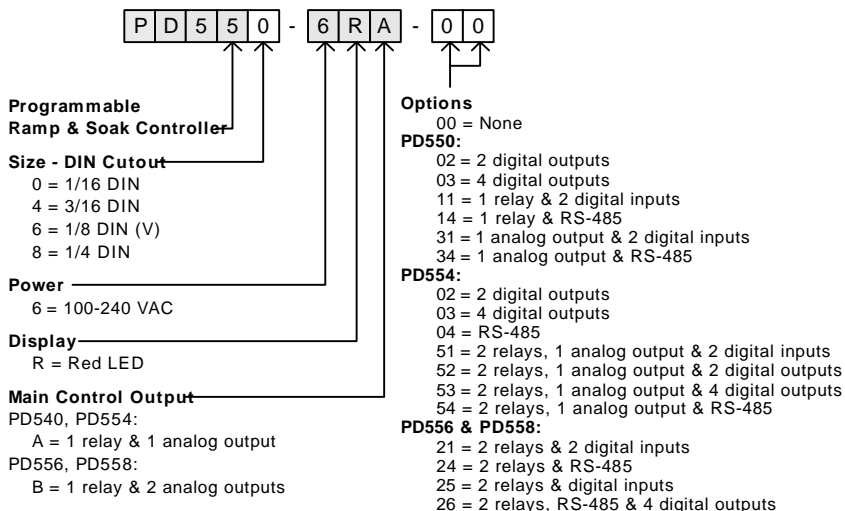 PD550 - 6RA - 00
Programmable
Ramp & Soak Controller
Size - DIN Cutout
0 = 1/16 DIN
4 = 3/16 DIN
6 = 1/8 DIN (V)
8 = 1/4 DIN
Power
6 = 100-240 VAC
Display
R = Red LED
Main Control Output
PD540, PD554:
A = 1 relay & 1 analog output
PD556, PD558:
B = 1 relay & 2 analog outputs
Options
00 = None
PD550:
02 = 2 digital outputs
03 = 4 digital outputs
11 = 1 relay & 2 digital inputs
14 = 1 relay & RS-485
31 = 1 analog output & 2 digital inputs
34 = 1 analog output & RS-485
PD554:
02 = 2 digital outputs
03 = 4 digital outputs
04 = RS-485
51 = 2 relays, 1 analog output & 2 digital inputs
52 = 2 relays, 1 analog output & 2 digital outputs
53 = 2 relays, 1 analog output & 4 digital outputs
54 = 2 relays, 1 analog output & RS-485
PD556 & PD558:
21 = 2 relays & 2 digital inputs
24 = 2 relays & RS-485
25 = 2 relays & digital inputs
26 = 2 relays, RS-485 & 4 digital outputs